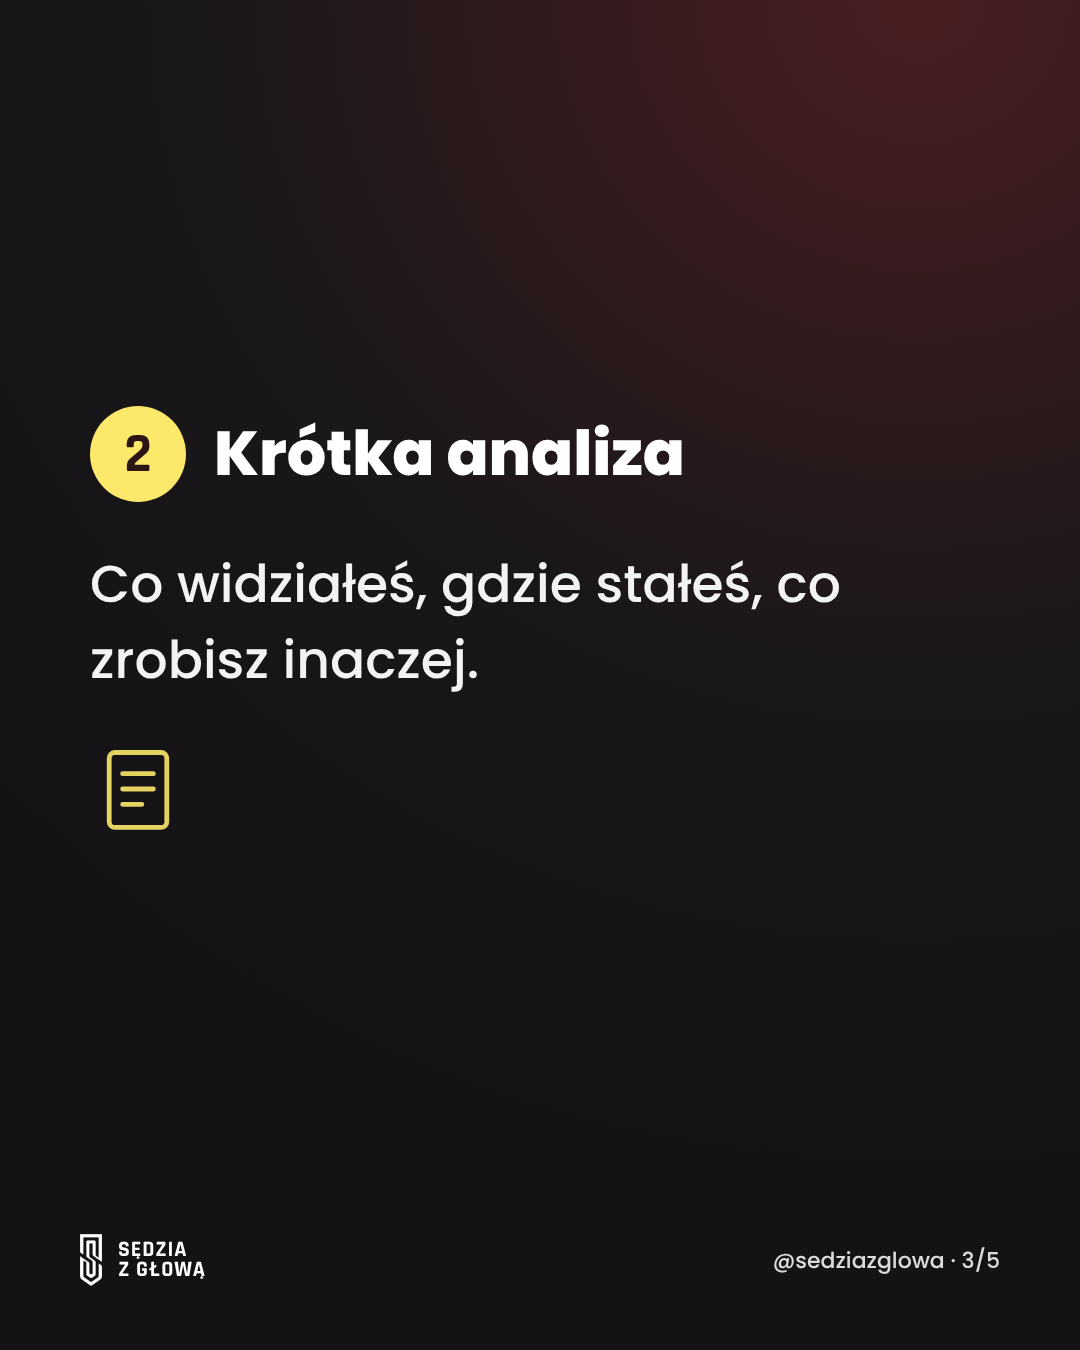 2 Krótka analiza
Co widziałeś, gdzie stałeś, co
zrobisz inaczej.
SĘDZIA
Z GŁOWĄ
@sedziazglowa · 3/5